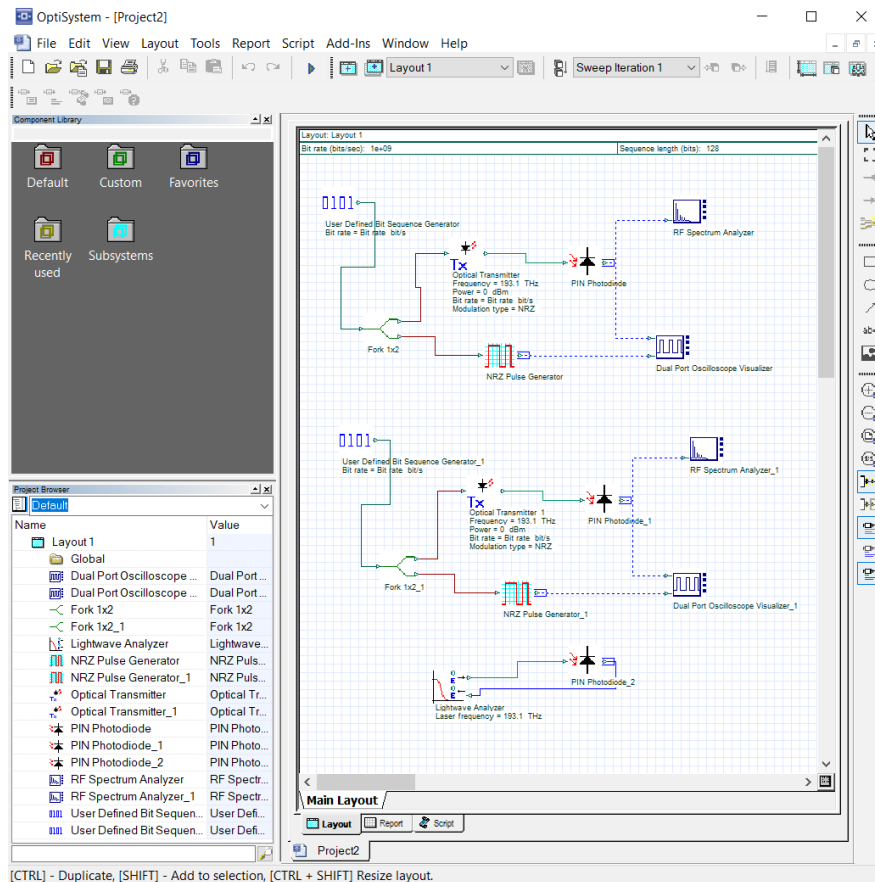 OptiSystem - [Project2]
File Edit View Layout Tools Report Script Add-Ins Window Help
Layout 1
Sweep Iteration 1
Component Library
Default Custom Favorites
Recently used
Subsystems
Project Browser
Default
Name Value
Layout 1 1
Global
Dual Port Oscilloscope ... Dual Port ...
Dual Port Oscilloscope ... Dual Port ...
Fork 1x2 Fork 1x2
Fork 1x2_1 Fork 1x2
Lightwave Analyzer Lightwave...
NRZ Pulse Generator NRZ Puls...
NRZ Pulse Generator_1 NRZ Puls...
Optical Transmitter Optical Tr...
Optical Transmitter_1 Optical Tr...
PIN Photodiode PIN Photo...
PIN Photodiode_1 PIN Photo...
PIN Photodiode_2 PIN Photo...
RF Spectrum Analyzer RF Spectr...
RF Spectrum Analyzer_1 RF Spectr...
User Defined Bit Sequen... User Defi...
User Defined Bit Sequen... User Defi...
Layout: Layout 1
Bit rate (bits/sec): 1e+09 Sequence length (bits): 128
0101
User Defined Bit Sequence Generator
Bit rate = Bit rate bit/s
RF Spectrum Analyzer
Tx
Optical Transmitter
Frequency = 193.1 THz
Power = 0 dBm
Bit rate = Bit rate bit/s
Modulation type = NRZ
PIN Photodiode
Fork 1x2
NRZ Pulse Generator
Dual Port Oscilloscope Visualizer
0101
User Defined Bit Sequence Generator_1
Bit rate = Bit rate bit/s
RF Spectrum Analyzer_1
Tx
Optical Transmitter_1
Frequency = 193.1 THz
Power = 0 dBm
Bit rate = Bit rate bit/s
Modulation type = NRZ
PIN Photodiode_1
Fork 1x2_1
NRZ Pulse Generator_1
Dual Port Oscilloscope Visualizer_1
PIN Photodiode_2
Lightwave Analyzer
Laser frequency = 193.1 THz
Main Layout
Layout Report Script
Project2
[CTRL] - Duplicate, [SHIFT] - Add to selection, [CTRL + SHIFT] Resize layout.